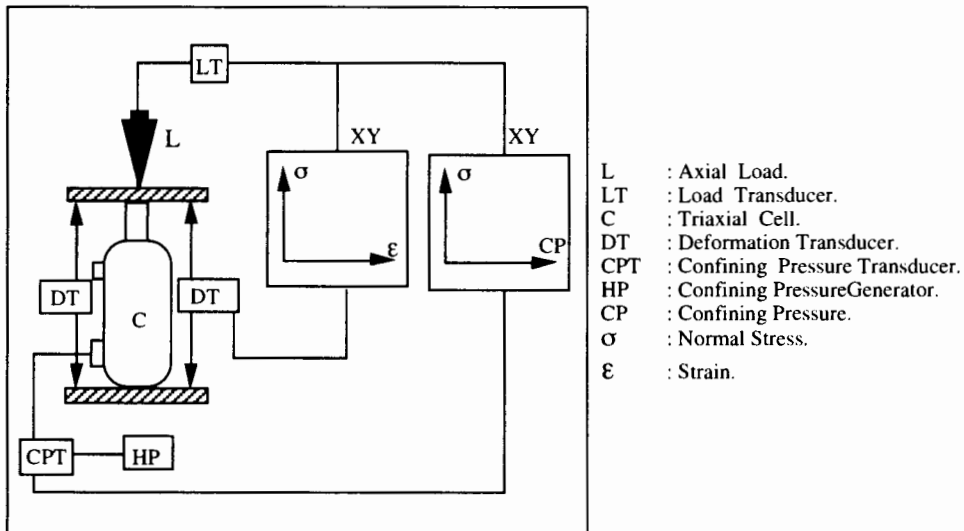 LT
L
XY
XY
σ
ε
σ
CP
DT
DT
C
CPT
HP
L : Axial Load.
LT : Load Transducer.
C : Triaxial Cell.
DT : Deformation Transducer.
CPT : Confining Pressure Transducer.
HP : Confining PressureGenerator.
CP : Confining Pressure.
σ : Normal Stress.
ε : Strain.